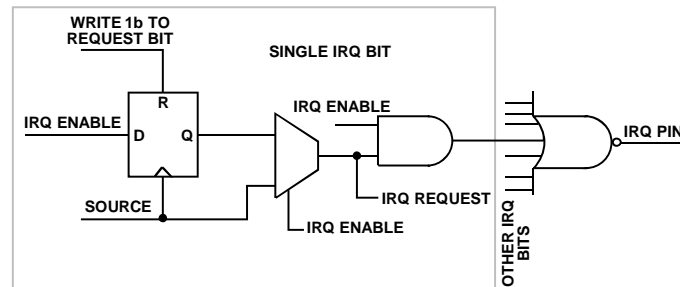 WRITE 1b TO
REQUEST BIT
SINGLE IRQ BIT
R
IRQ ENABLE
IRQ ENABLE
D
Q
IRQ PIN
IRQ REQUEST
SOURCE
IRQ ENABLE
OTHER IRQ
BITS